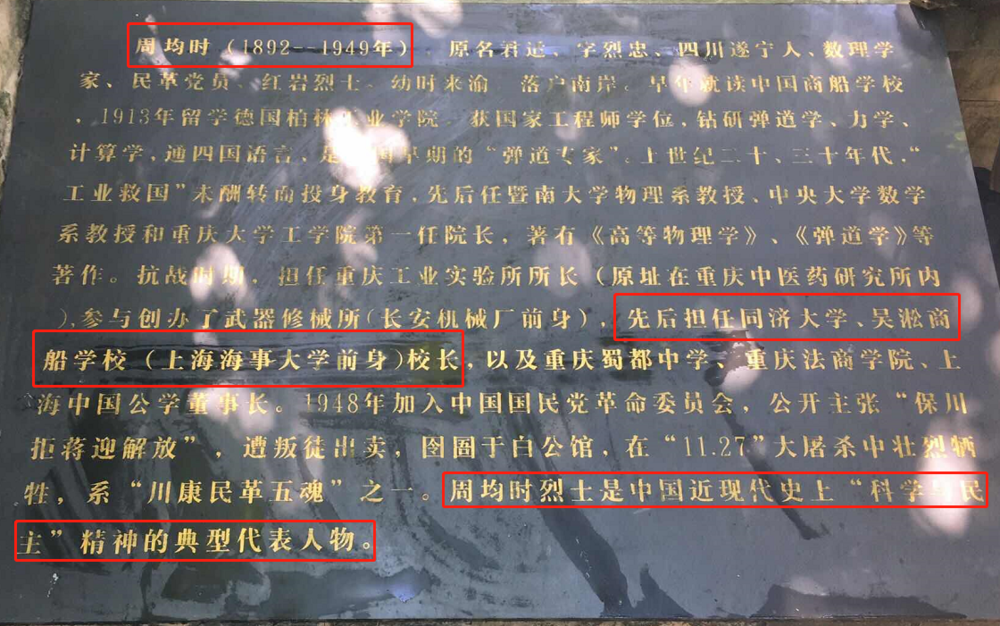 周均时（1892--1949年），原名君适、字烈忠、四川遂宁人、数理学
家、民革党员、红岩烈士。幼时来渝 落户南岸。早年就读中国商船学校
，1913年留学德国柏林工业学院。获国家工程师学位，钻研弹道学、力学、
计算学，通四国语言，是 国早期的“弹道专家”。上世纪二十、三十年代，“
工业救国”未酬转而投身教育，先后任暨南大学物理系教授、中央大学数学
系教授和重庆大学工学院第一任院长，著有《高等物理学》、《弹道学》等
著作。抗战时期，担任重庆工业实验所所长（原址在重庆中医药研究所内
），参与创办了武器修械所（长安机械厂前身），先后担任同济大学、吴淞商
船学校（上海海事大学前身）校长，以及重庆蜀都中学、重庆法商学院、上
海中国公学董事长。1948年加入中国国民党革命委员会，公开主张“保川
拒蒋迎解放”，遭叛徒出卖，囹圄于白公馆，在“11.27”大屠杀中壮烈牺
牲，系“川康民革五魂”之一。周均时烈士是中国近现代史上“科学与民
主”精神的典型代表人物。